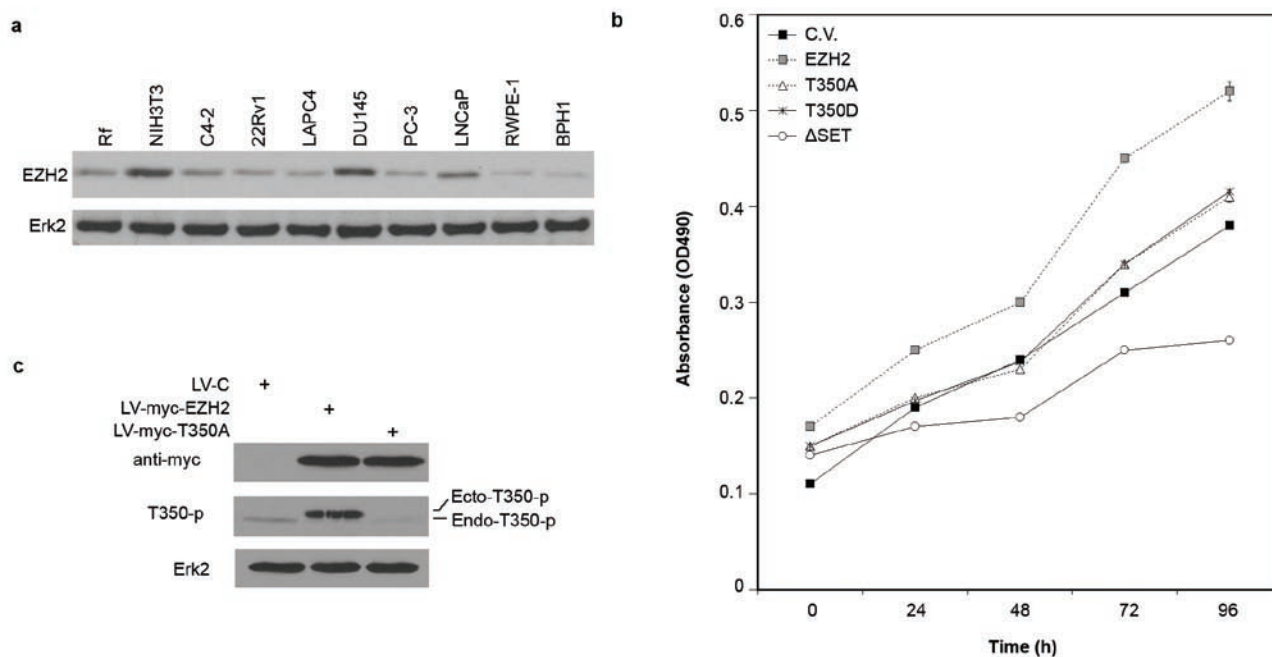 a
Rf NIH3T3 C4-2 22Rv1 LAPC4 DU145 PC-3 LNCaP RWPE-1 BPH1
EZH2
Erk2
b
0.6
0.5
0.4
0.3
0.2
0.1
0
Absorbance (OD490)
C.V.
EZH2
T350A
T350D
ΔSET
0 24 48 72 96
Time (h)
c
LV-C +
LV-myc-EZH2 +
LV-myc-T350A +
anti-myc
T350-p
Ecto-T350-p
Endo-T350-p
Erk2